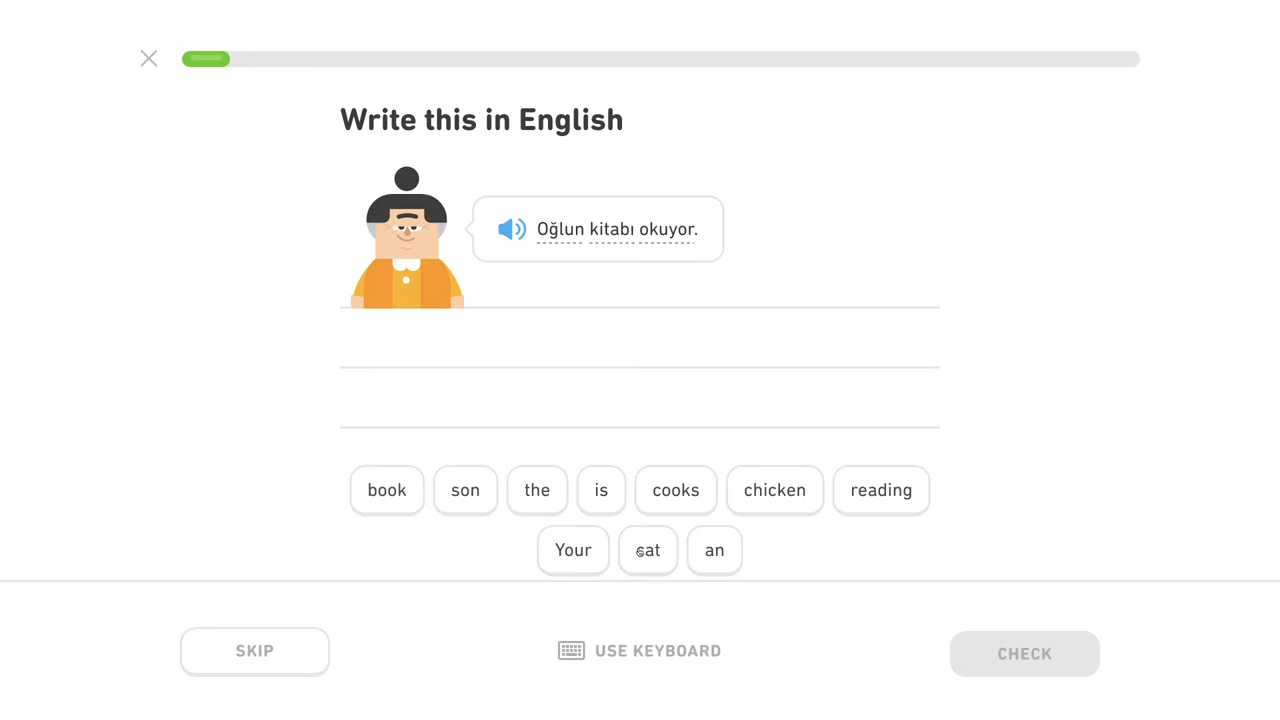 Write this in English
Oğlun kitabı okuyor.
book son the is cooks chicken reading
Your an
SKIP USE KEYBOARD CHECK